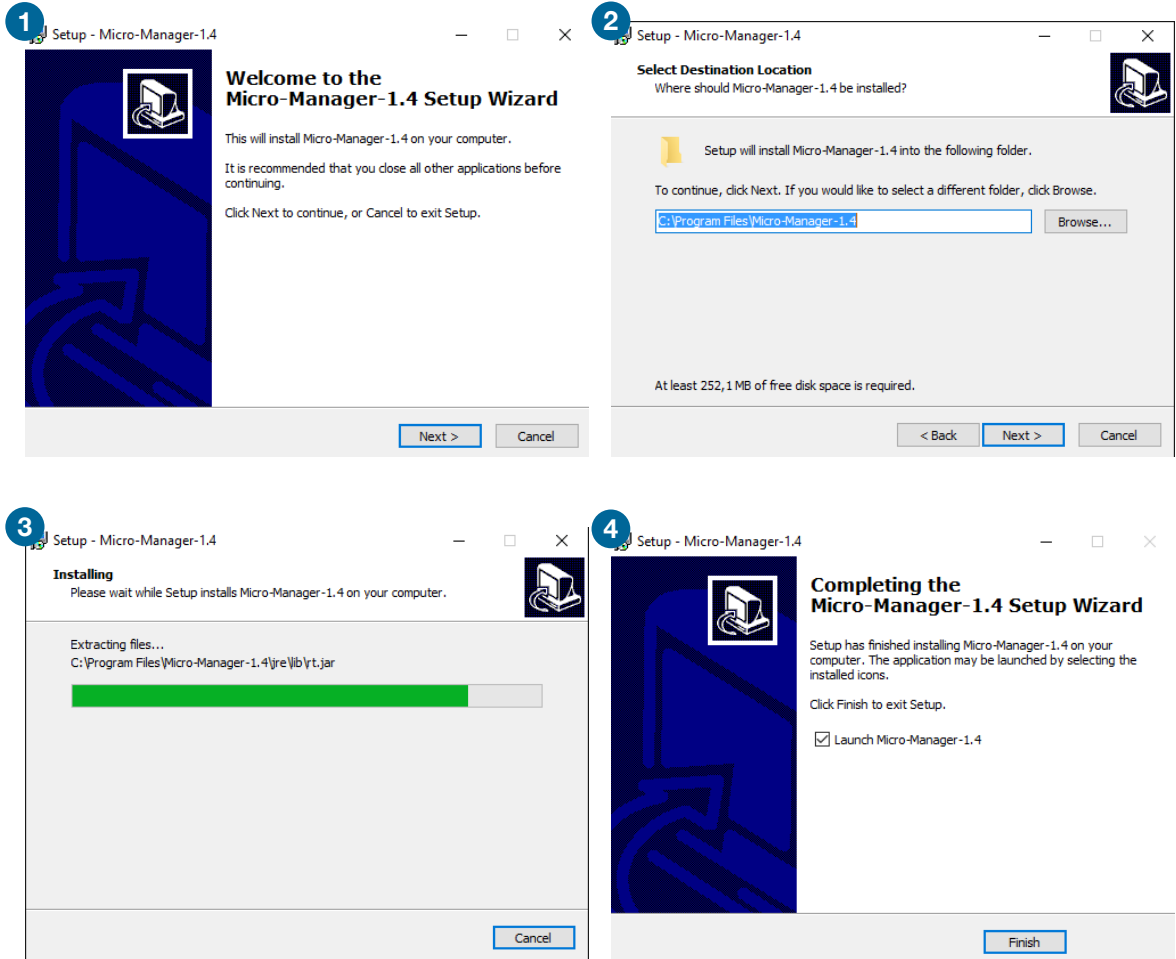 1
Setup - Micro-Manager-1.4
Welcome to the
Micro-Manager-1.4 Setup Wizard
This will install Micro-Manager-1.4 on your computer.
It is recommended that you close all other applications before
continuing.
Click Next to continue, or Cancel to exit Setup.
Next >
Cancel
2
Setup - Micro-Manager-1.4
Select Destination Location
Where should Micro-Manager-1.4 be installed?
Setup will install Micro-Manager-1.4 into the following folder.
To continue, click Next. If you would like to select a different folder, click Browse.
C:\Program Files\Micro-Manager-1.4
Browse...
At least 252,1 MB of free disk space is required.
< Back
Next >
Cancel
3
Setup - Micro-Manager-1.4
Installing
Please wait while Setup installs Micro-Manager-1.4 on your computer.
Extracting files...
C:\Program Files\Micro-Manager-1.4\jre\lib\rt.jar
Cancel
4
Setup - Micro-Manager-1.4
Completing the
Micro-Manager-1.4 Setup Wizard
Setup has finished installing Micro-Manager-1.4 on your
computer. The application may be launched by selecting the
installed icons.
Click Finish to exit Setup.
Launch Micro-Manager-1.4
Finish